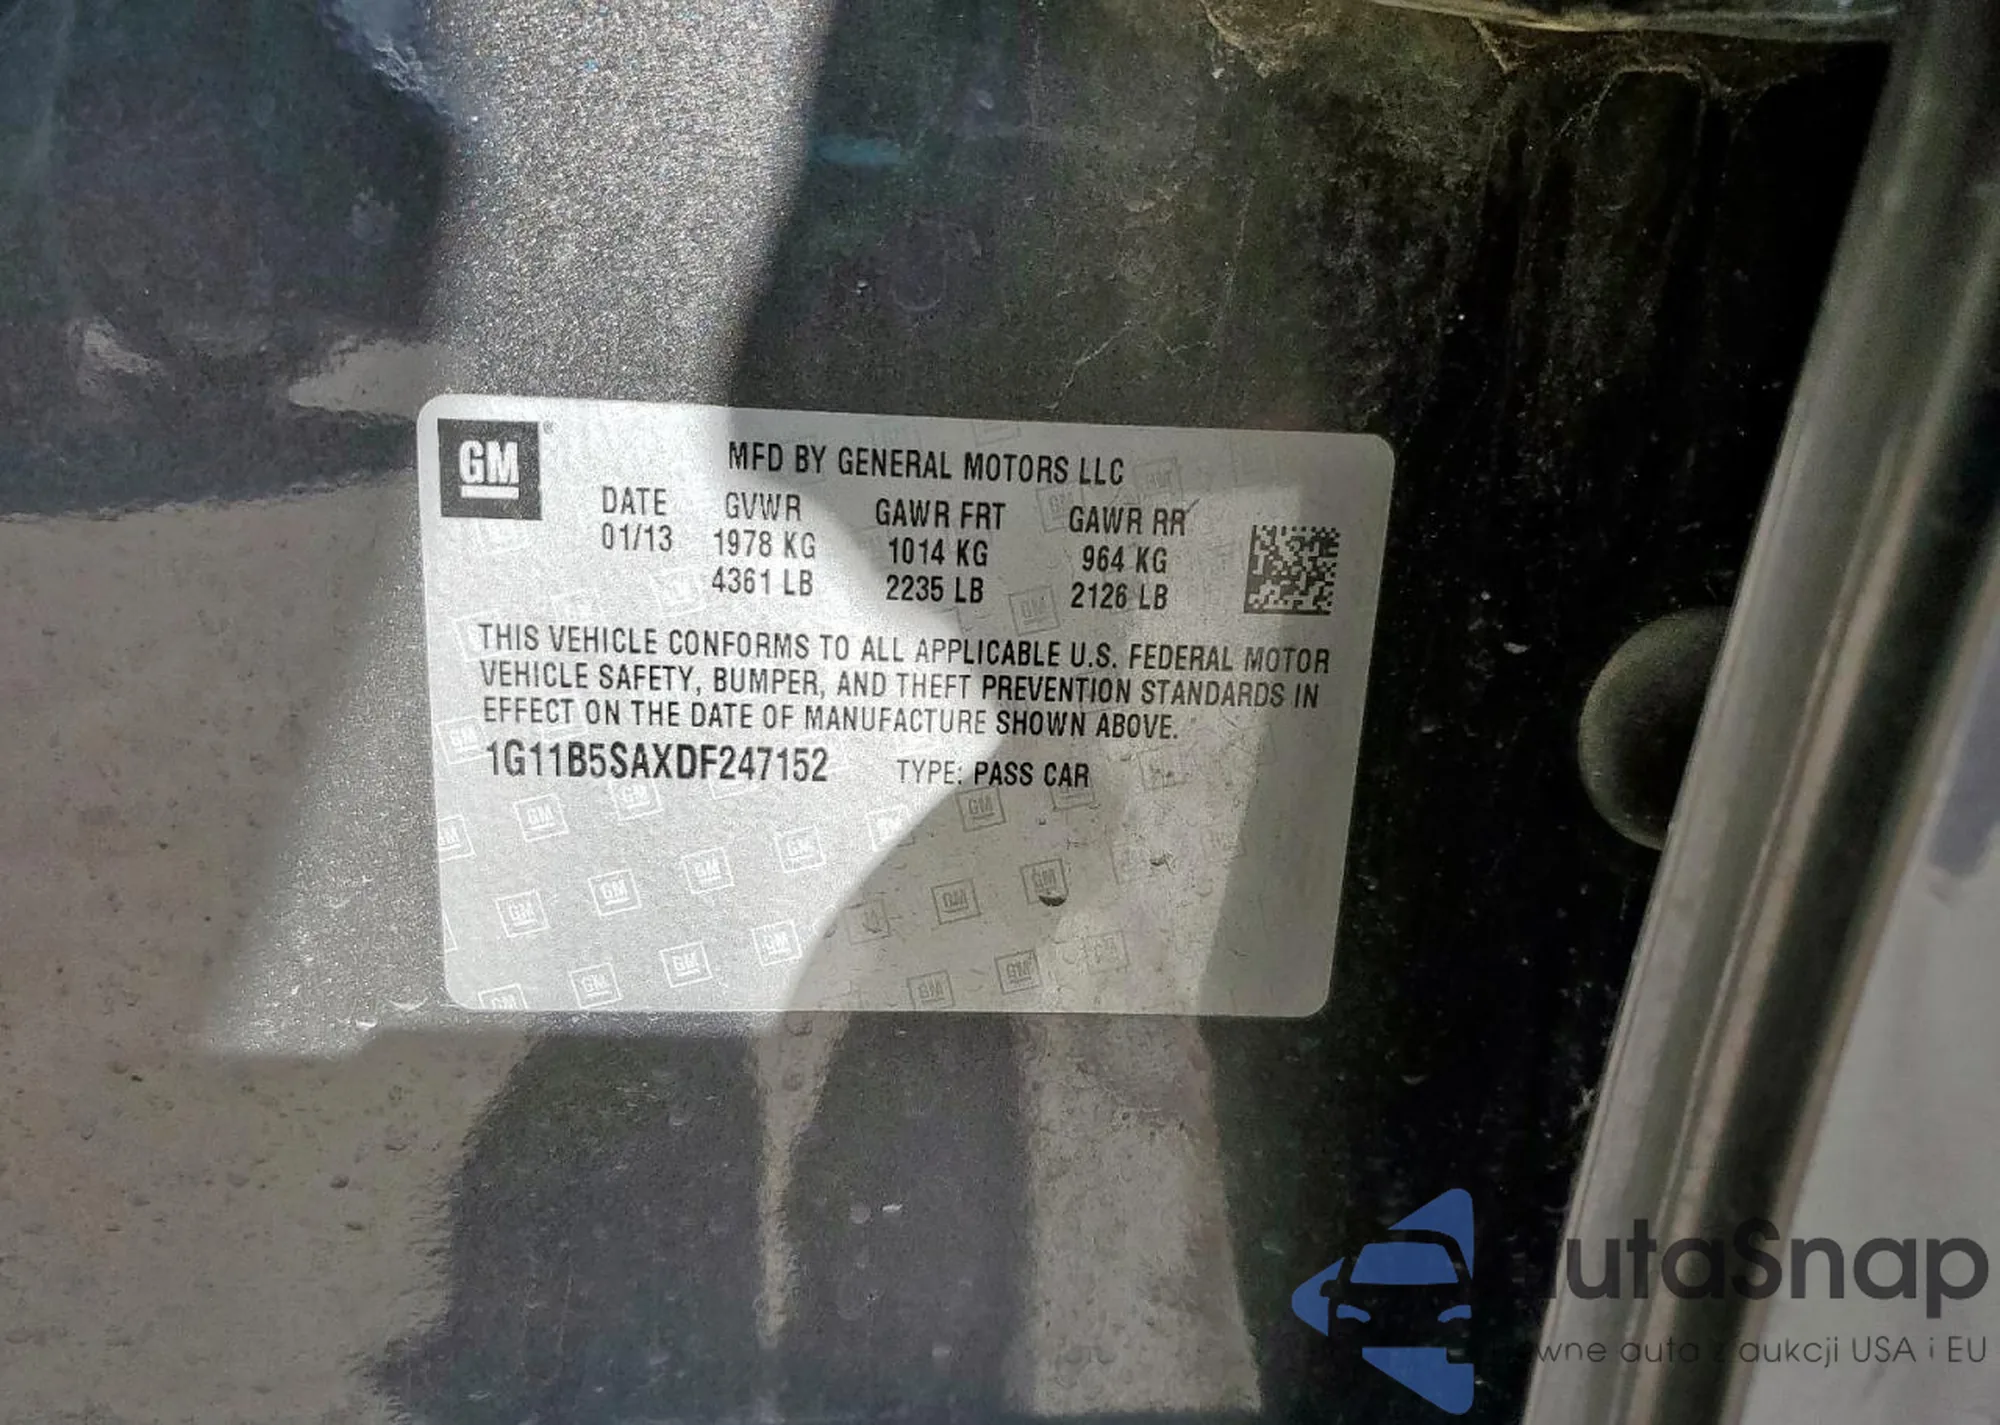 GM
MFD BY GENERAL MOTORS LLC
DATE GVWR GAWR FRT GAWR RR
01/13 1978 KG 1014 KG 964 KG
4361 LB 2235 LB 2126 LB
THIS VEHICLE CONFORMS TO ALL APPLICABLE U.S. FEDERAL MOTOR
VEHICLE SAFETY, BUMPER, AND THEFT PREVENTION STANDARDS IN
EFFECT ON THE DATE OF MANUFACTURE SHOWN ABOVE.
1G11B5SAXDF247152 TYPE: PASS CAR
utaSnap
wne auta z aukcji USA i EU